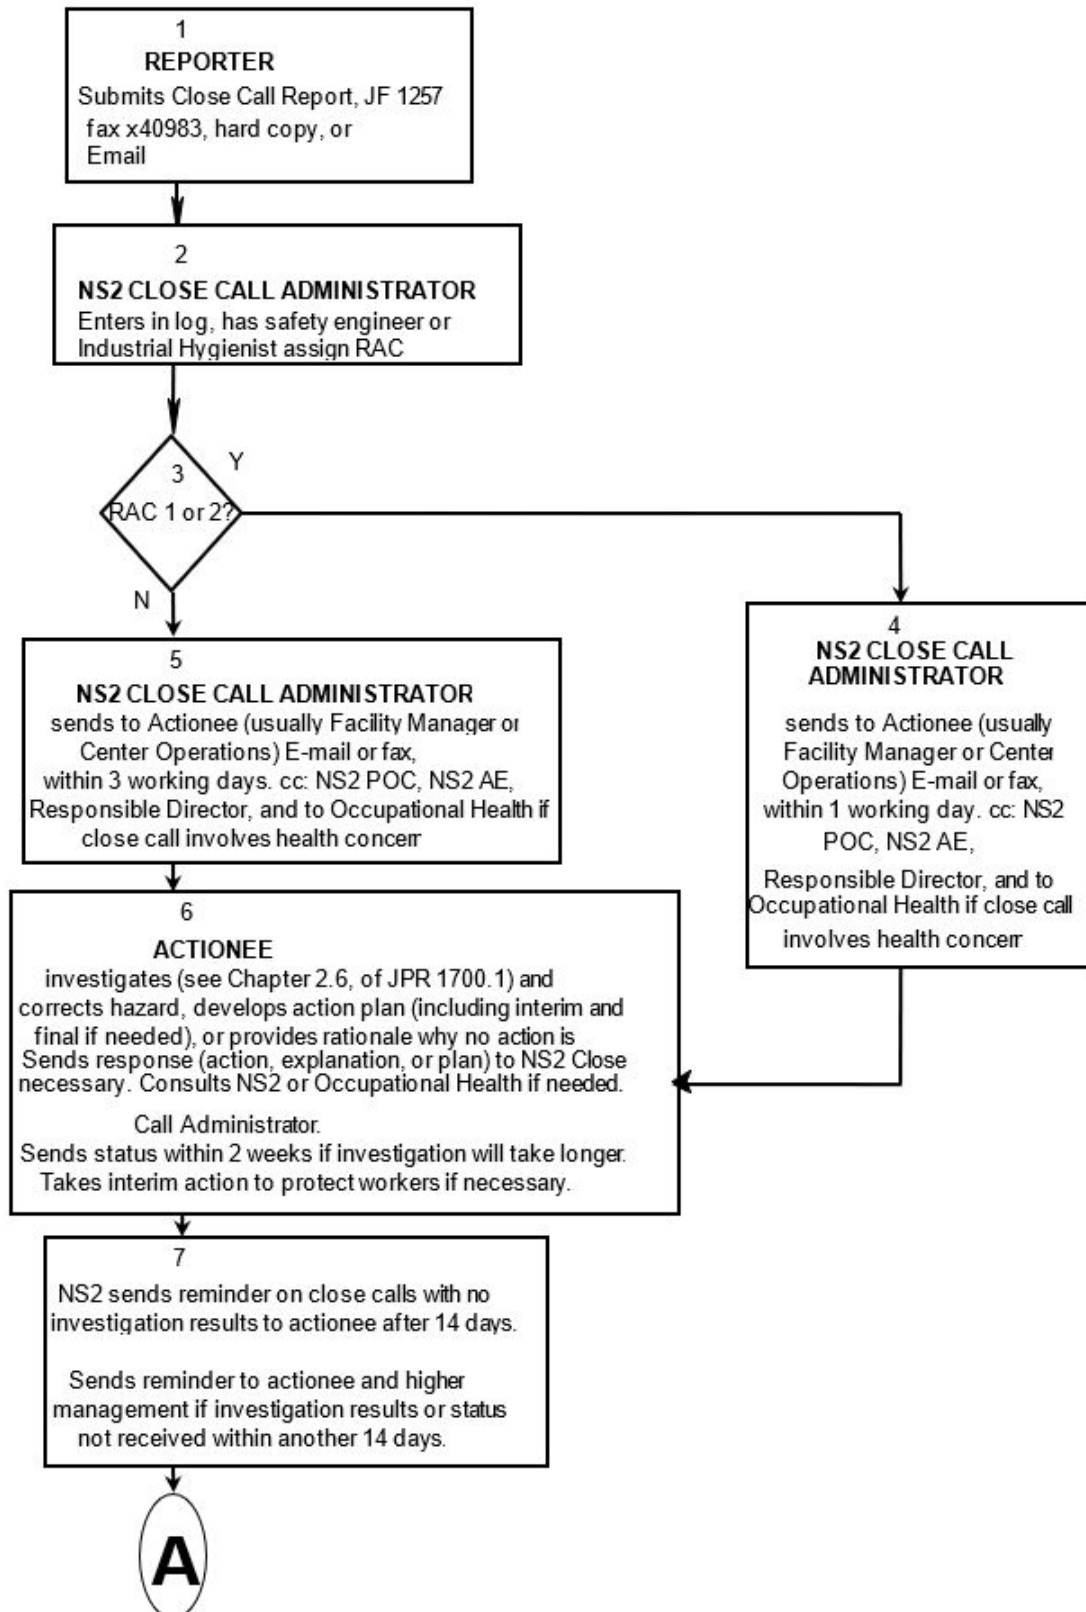 1
REPORTER
Submits Close Call Report, JF 1257
fax x40983, hard copy, or
Email
2
NS2 CLOSE CALL ADMINISTRATOR
Enters in log, has safety engineer or
Industrial Hygienist assign RAC
3
Y
RAC 1 or 2?
N
4
NS2 CLOSE CALL
ADMINISTRATOR
sends to Actionee (usually
Facility Manager or Center
Operations) E-mail or fax,
within 1 working day. cc: NS2
POC, NS2 AE,
Responsible Director, and to
Occupational Health if close call
involves health concern
5
NS2 CLOSE CALL ADMINISTRATOR
sends to Actionee (usually Facility Manager or
Center Operations) E-mail or fax,
within 3 working days. cc: NS2 POC, NS2 AE,
Responsible Director, and to Occupational Health if
close call involves health concern
6
ACTIONEE
investigates (see Chapter 2.6, of JPR 1700.1) and
corrects hazard, develops action plan (including interim and
final if needed), or provides rationale why no action is
Sends response (action, explanation, or plan) to NS2 Close
necessary. Consults NS2 or Occupational Health if needed.
Call Administrator.
Sends status within 2 weeks if investigation will take longer.
Takes interim action to protect workers if necessary.
7
NS2 sends reminder on close calls with no
investigation results to actionee after 14 days.
Sends reminder to actionee and higher
management if investigation results or status
not received within another 14 days.
A